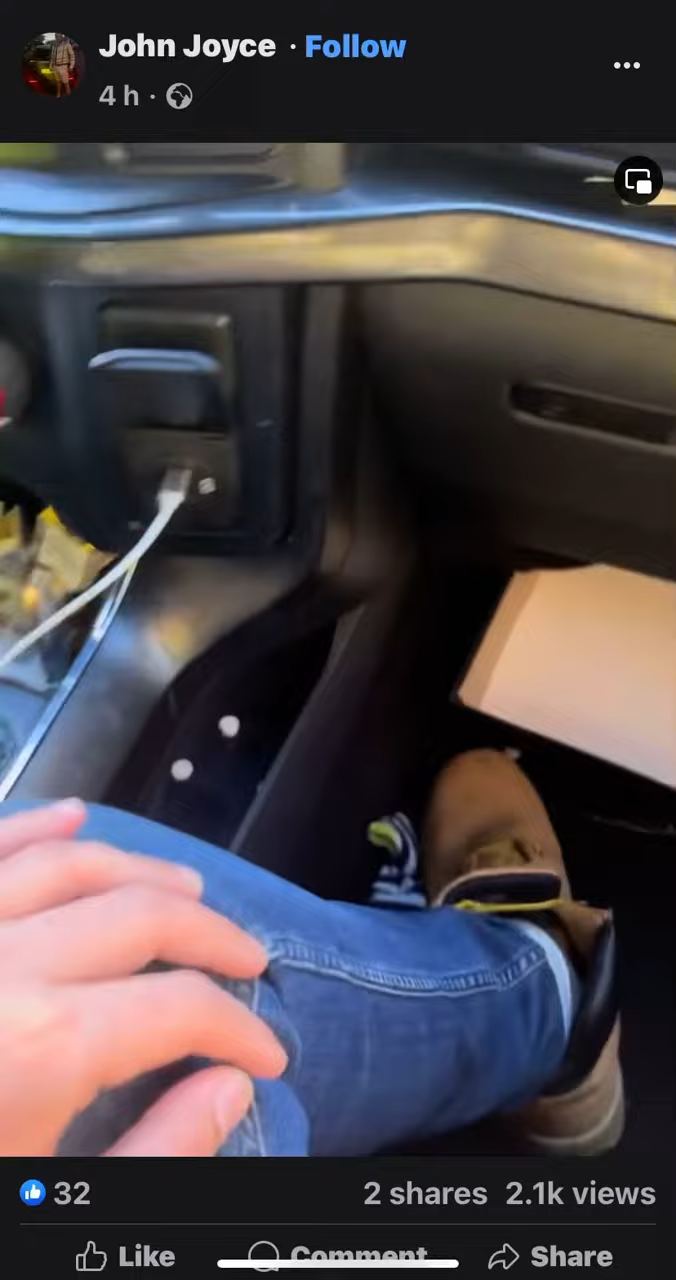 John Joyce · Follow
4 h ·
32
2 shares 2.1k views
Like
Comment
Share